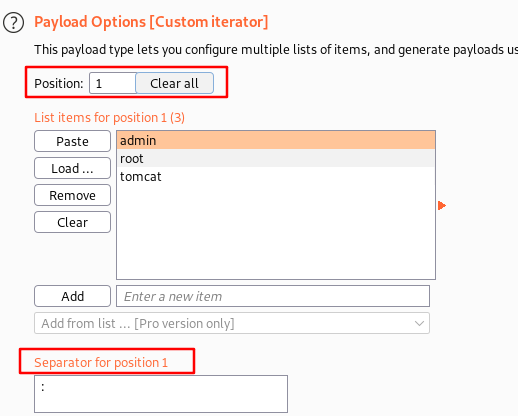 Payload Options [Custom iterator]
This payload type lets you configure multiple lists of items, and generate payloads us
Position: 1 Clear all
List items for position 1 (3)
Paste
Load ...
Remove
Clear
admin
root
tomcat
Add Enter a new item
Add from list ... [Pro version only]
Separator for position 1
: